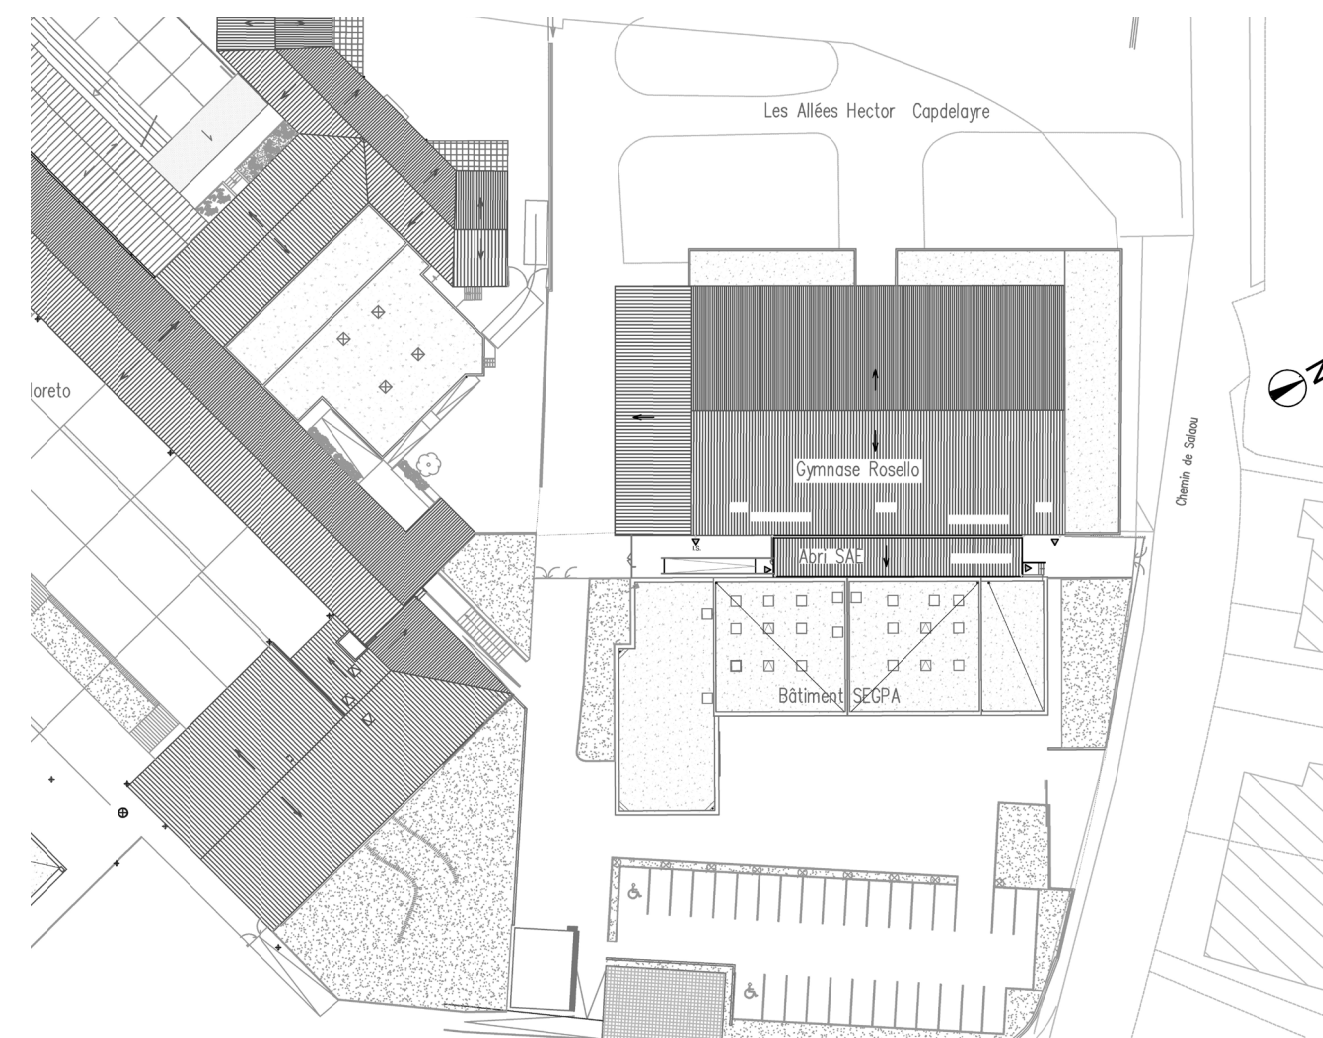 Les Allées Hector Capdelayre
N
loreto
Chemin de Salaou
Gymnase Rosello
I.S.
Abri SAE
Bâtiment SEGPA